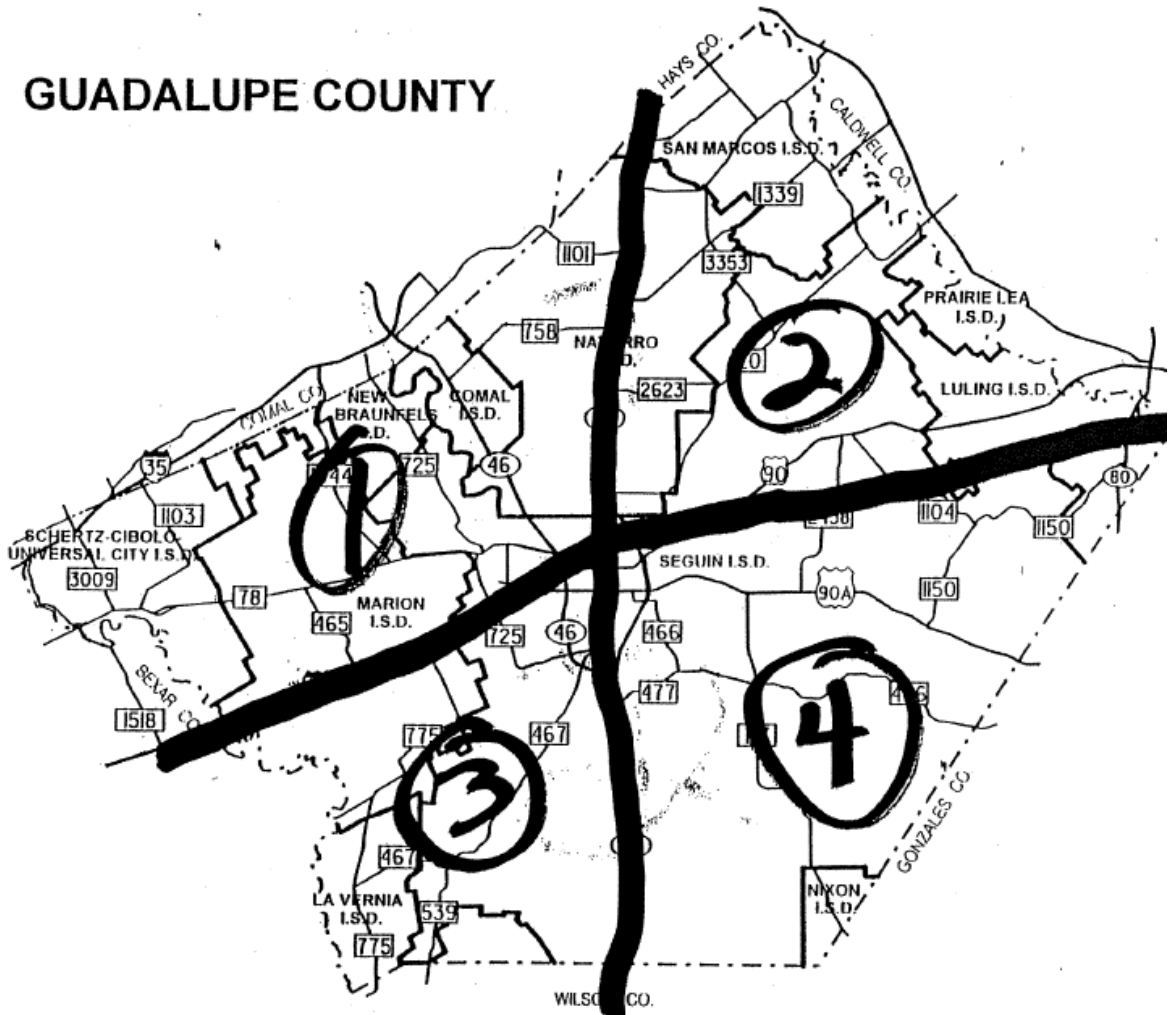 GUADALUPE COUNTY
HAYS CO.
CALDWELL CO.
SAN MARCOS I.S.D.
1339
1101
3353
PRAIRIE LEA
I.S.D.
758
2
2623
LULING I.S.D.
COMAL CO.
NEW
BRAUNFELS
COMAL
I.S.D.
35
1
725
46
90
80
1103
1104
1150
SCHERTZ-CIBOLO-
UNIVERSAL CITY I.S.D.
SEGUIN I.S.D.
3009
78
90A
1150
MARION
I.S.D.
465
725
46
466
BEXAR CO.
477
1518
775
467
4
3
GONZALES CO.
467
LA VERNIA
I.S.D.
539
NIXON
I.S.D.
775
WILSON CO.